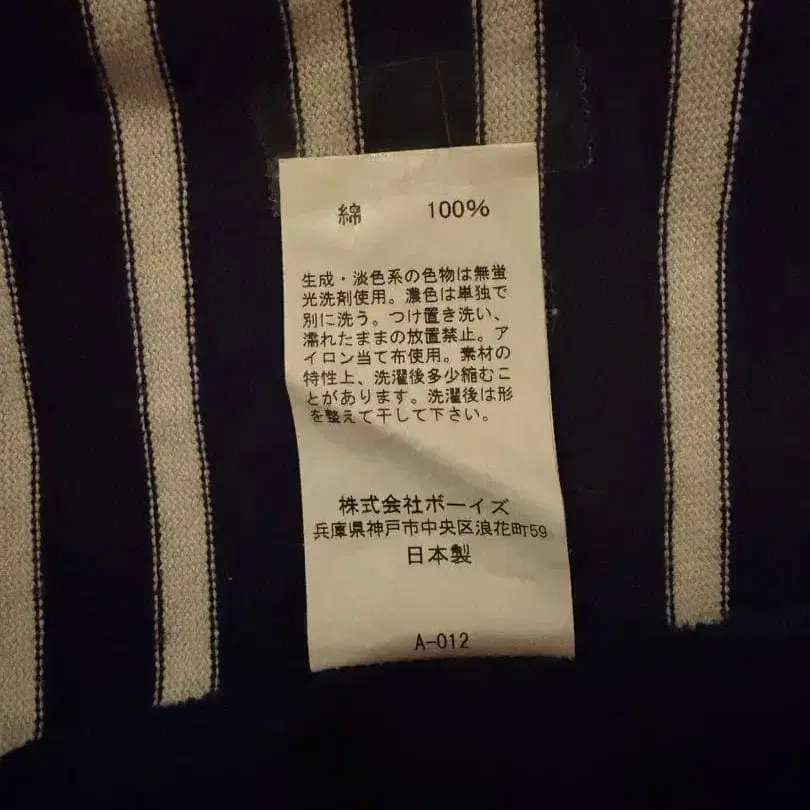 綿 100%
生成・淡色系の色物は無蛍
光洗剤使用。濃色は単独で
別に洗う。つけ置き洗い、
濡れたままの放置禁止。ア
イロン当て布使用。素材の
特性上、洗濯後多少縮むこ
とがあります。洗濯後は形
を整えて干して下さい。
株式会社ボーイズ
兵庫県神戸市中央区浪花町59
日本製
A-012